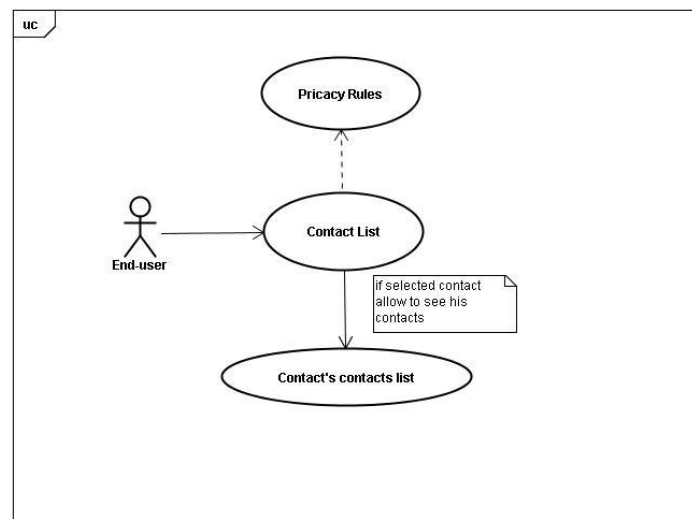 uc
Pricacy Rules
Contact List
End-user
if selected contact
allow to see his
contacts
Contact's contacts list